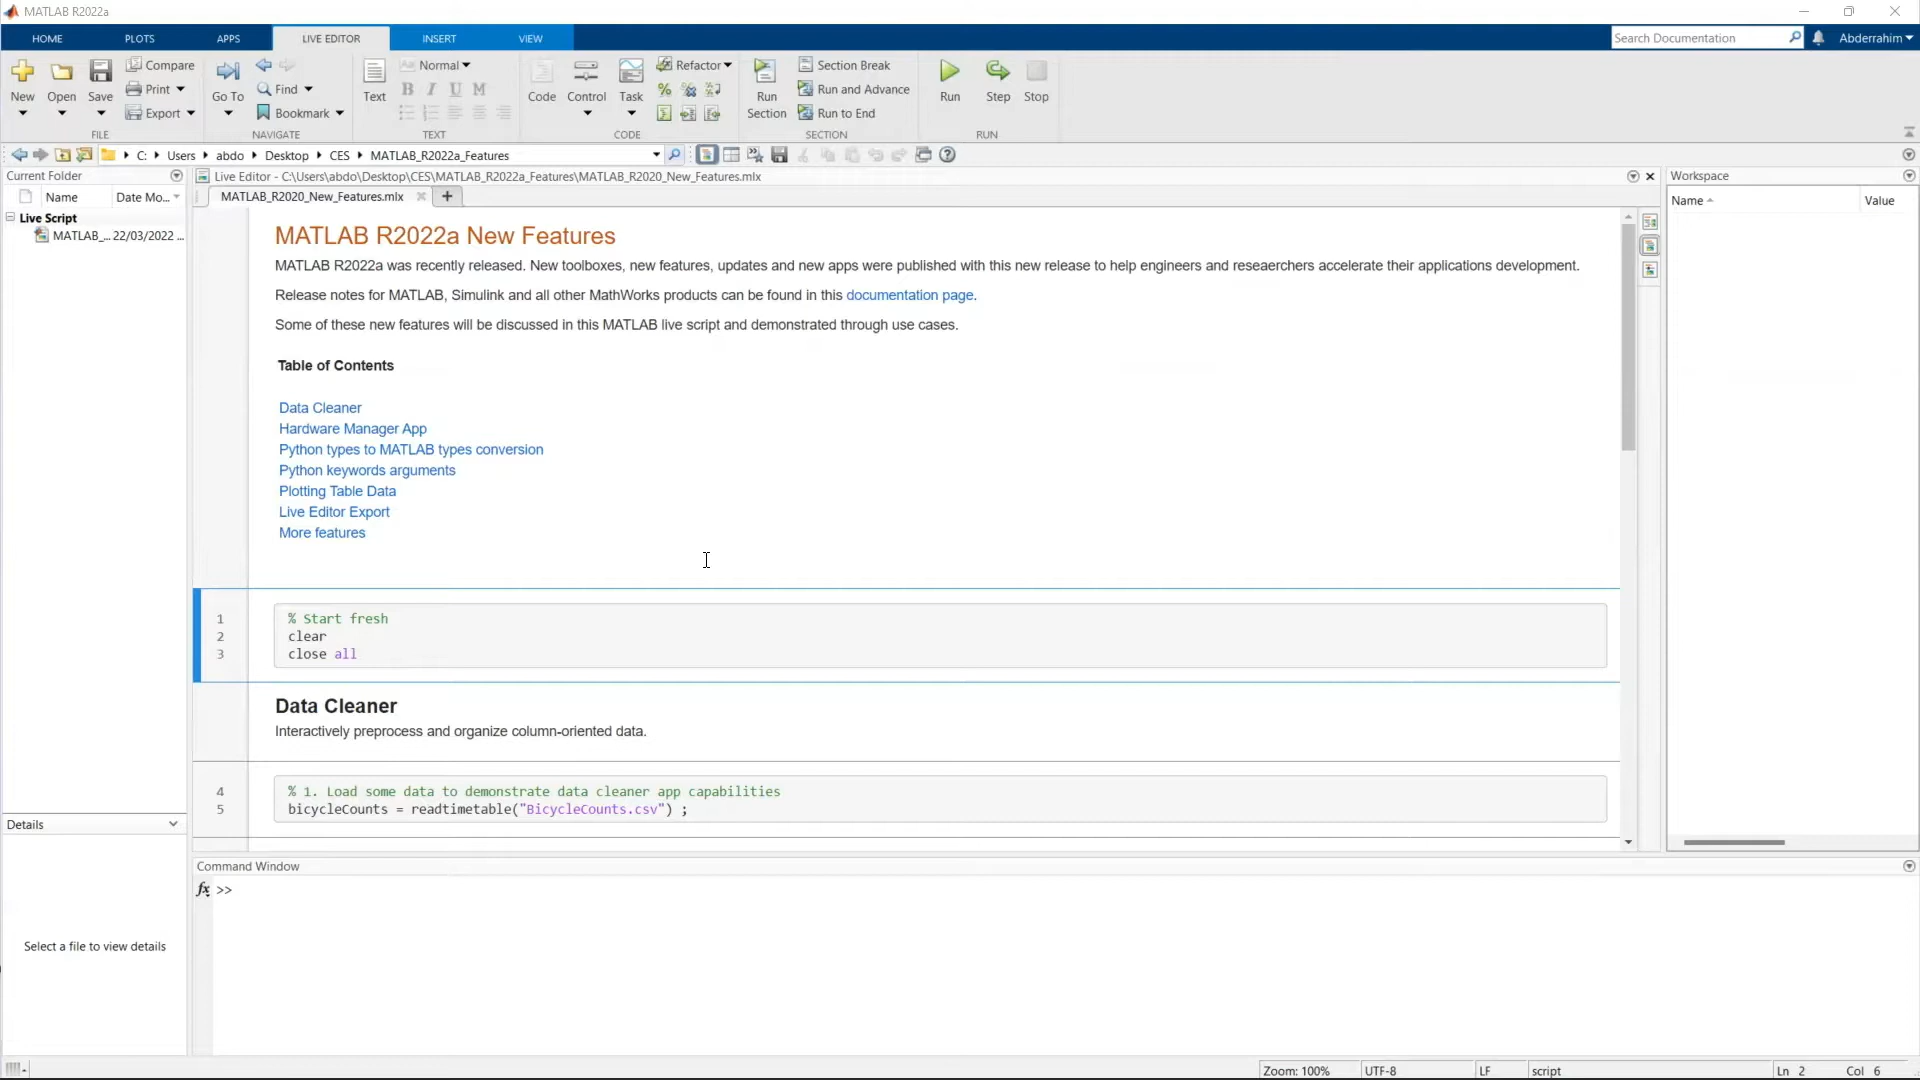 MATLAB R2022a
HOME PLOTS APPS LIVE EDITOR INSERT VIEW
Search Documentation Abderrahim
New Open Save Compare Print Export
FILE
Go To Find Bookmark
NAVIGATE
Text Normal
B I U M
TEXT
Code Control Task Refactor
CODE
Run Section Section Break
Run and Advance
Run to End
SECTION
Run Step Stop
RUN
C: Users abdo Desktop CES MATLAB_R2022a_Features
Current Folder
Name Date Mo...
Live Script
MATLAB_... 22/03/2022 ...
Details
Select a file to view details
Live Editor - C:\Users\abdo\Desktop\CES\MATLAB_R2022a_Features\MATLAB_R2020_New_Features.mlx
MATLAB_R2020_New_Features.mlx
MATLAB R2022a New Features
MATLAB R2022a was recently released. New toolboxes, new features, updates and new apps were published with this new release to help engineers and reseaerchers accelerate their applications development.
Release notes for MATLAB, Simulink and all other MathWorks products can be found in this documentation page.
Some of these new features will be discussed in this MATLAB live script and demonstrated through use cases.
Table of Contents
Data Cleaner
Hardware Manager App
Python types to MATLAB types conversion
Python keywords arguments
Plotting Table Data
Live Editor Export
More features
1 % Start fresh
2 clear
3 close all
Data Cleaner
Interactively preprocess and organize column-oriented data.
4 % 1. Load some data to demonstrate data cleaner app capabilities
5 bicycleCounts = readtimetable("BicycleCounts.csv") ;
Command Window
fx >>
Workspace
Name Value
Zoom: 100% UTF-8 LF script Ln 2 Col 6